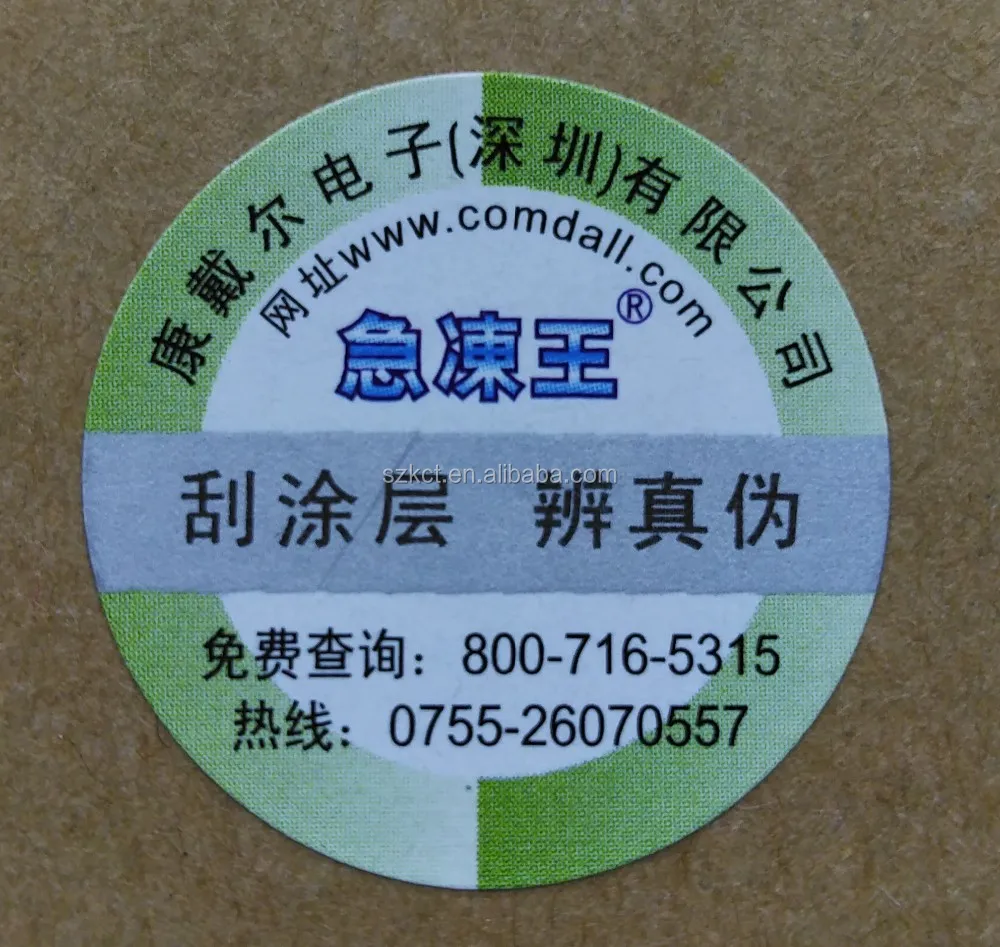 康戴尔电子(深圳)有限公司
网址www.comdall.com
急冻王®
刮涂层 辨真伪
szkct.en.alibaba.com
免费查询：800-716-5315
热线：0755-26070557